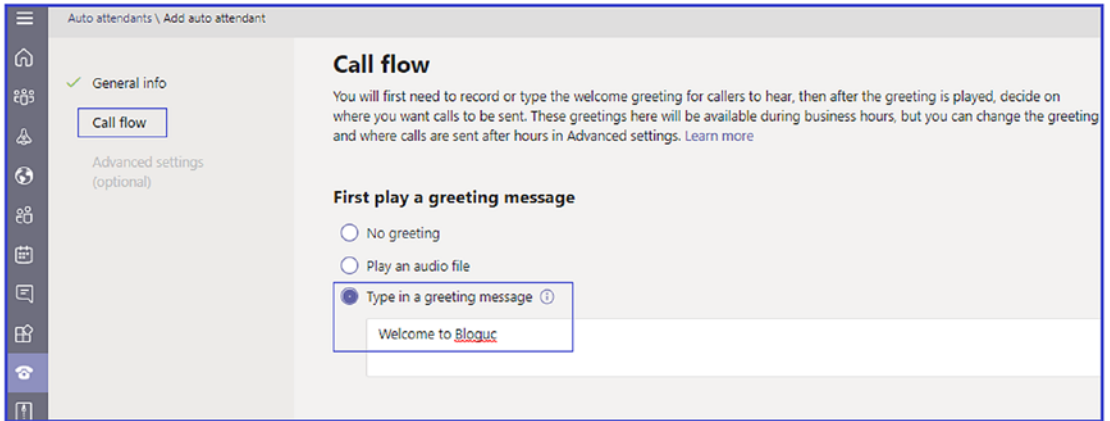 Auto attendants \ Add auto attendant
General info
Call flow
Advanced settings
(optional)
Call flow
You will first need to record or type the welcome greeting for callers to hear, then after the greeting is played, decide on
where you want calls to be sent. These greetings here will be available during business hours, but you can change the greeting
and where calls are sent after hours in Advanced settings. Learn more
First play a greeting message
No greeting
Play an audio file
Type in a greeting message
Welcome to Bloguc